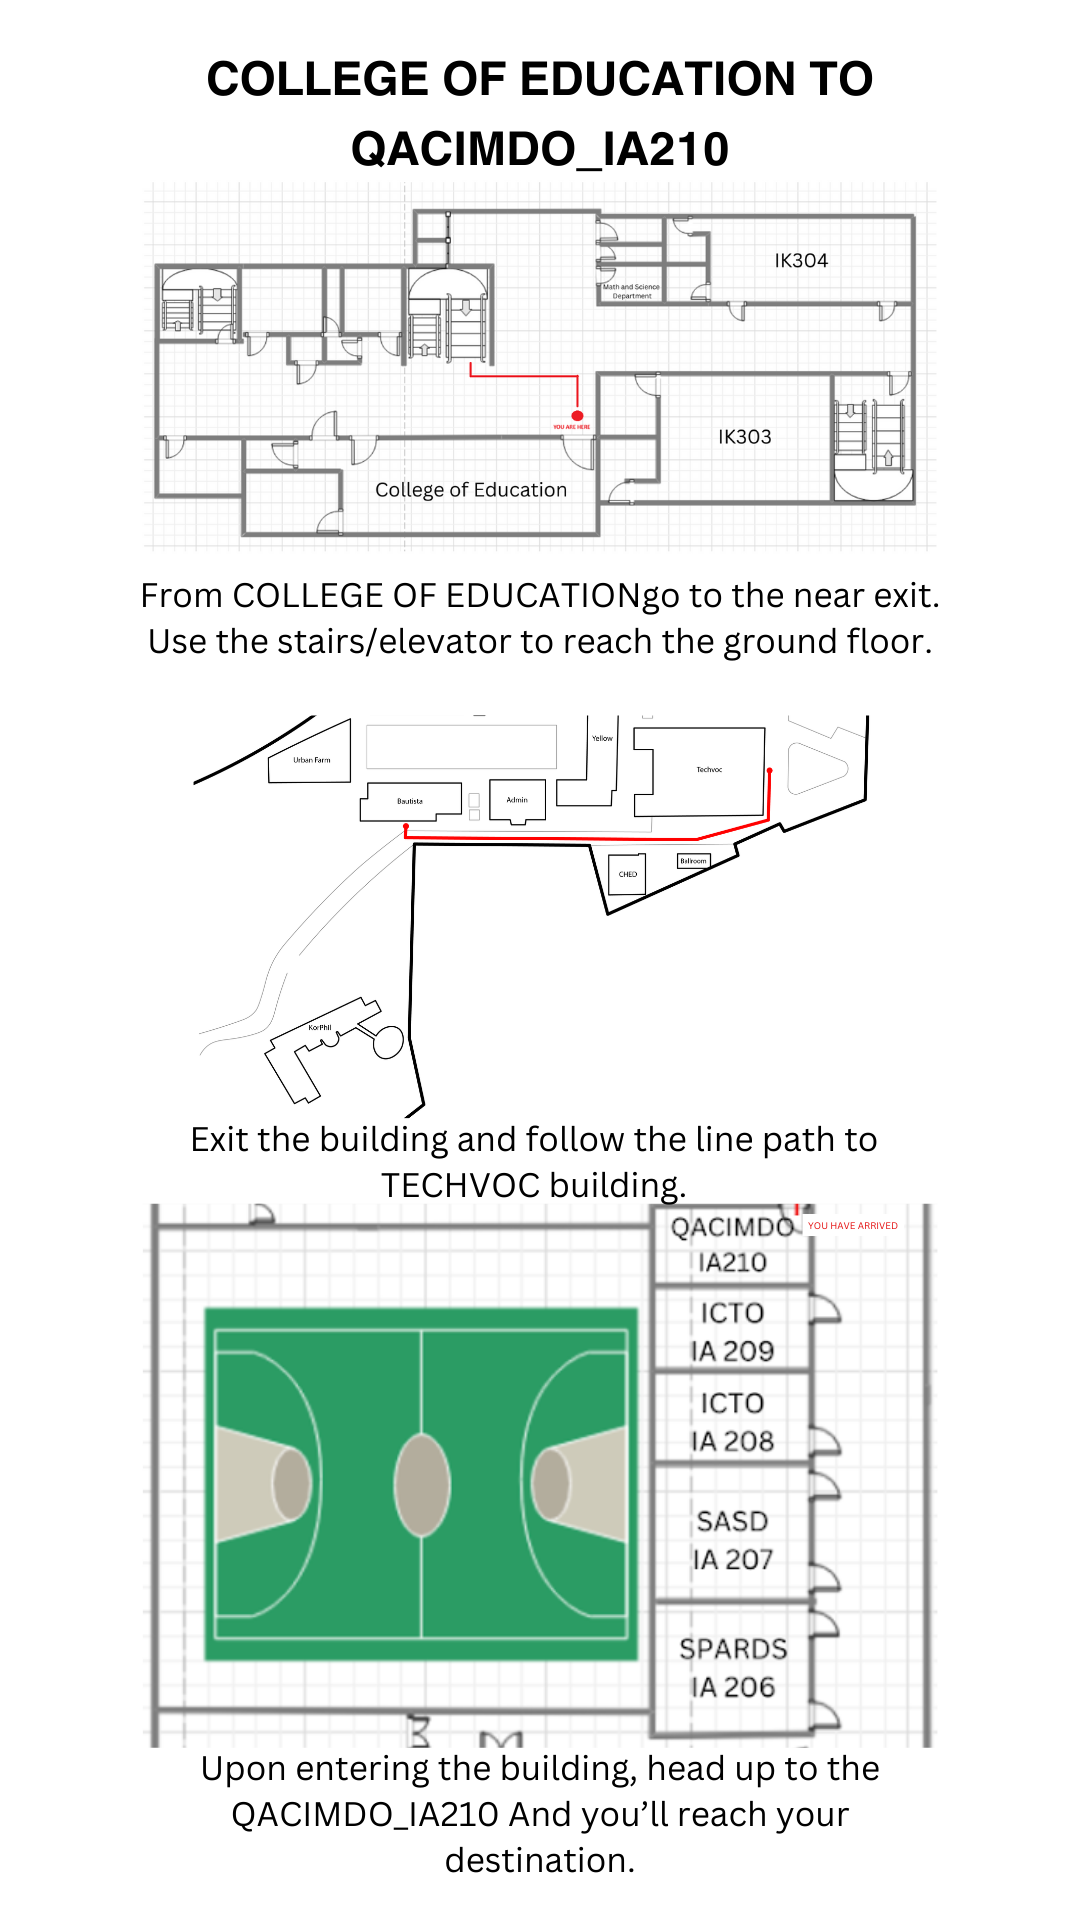 COLLEGE OF EDUCATION TO
QACIMDO_IA210
IK304
Math and Science
Department
YOU ARE HERE
IK303
College of Education
From COLLEGE OF EDUCATIONgo to the near exit.
Use the stairs/elevator to reach the ground floor.
Urban Farm
Yellow
Techvoc
Bautista
Admin
CHED
Ballroom
KorPhil
Exit the building and follow the line path to
TECHVOC building.
QACIMDO
IA210
YOU HAVE ARRIVED
ICTO
IA 209
ICTO
IA 208
SASD
IA 207
SPARDS
IA 206
Upon entering the building, head up to the
QACIMDO_IA210 And you’ll reach your
destination.